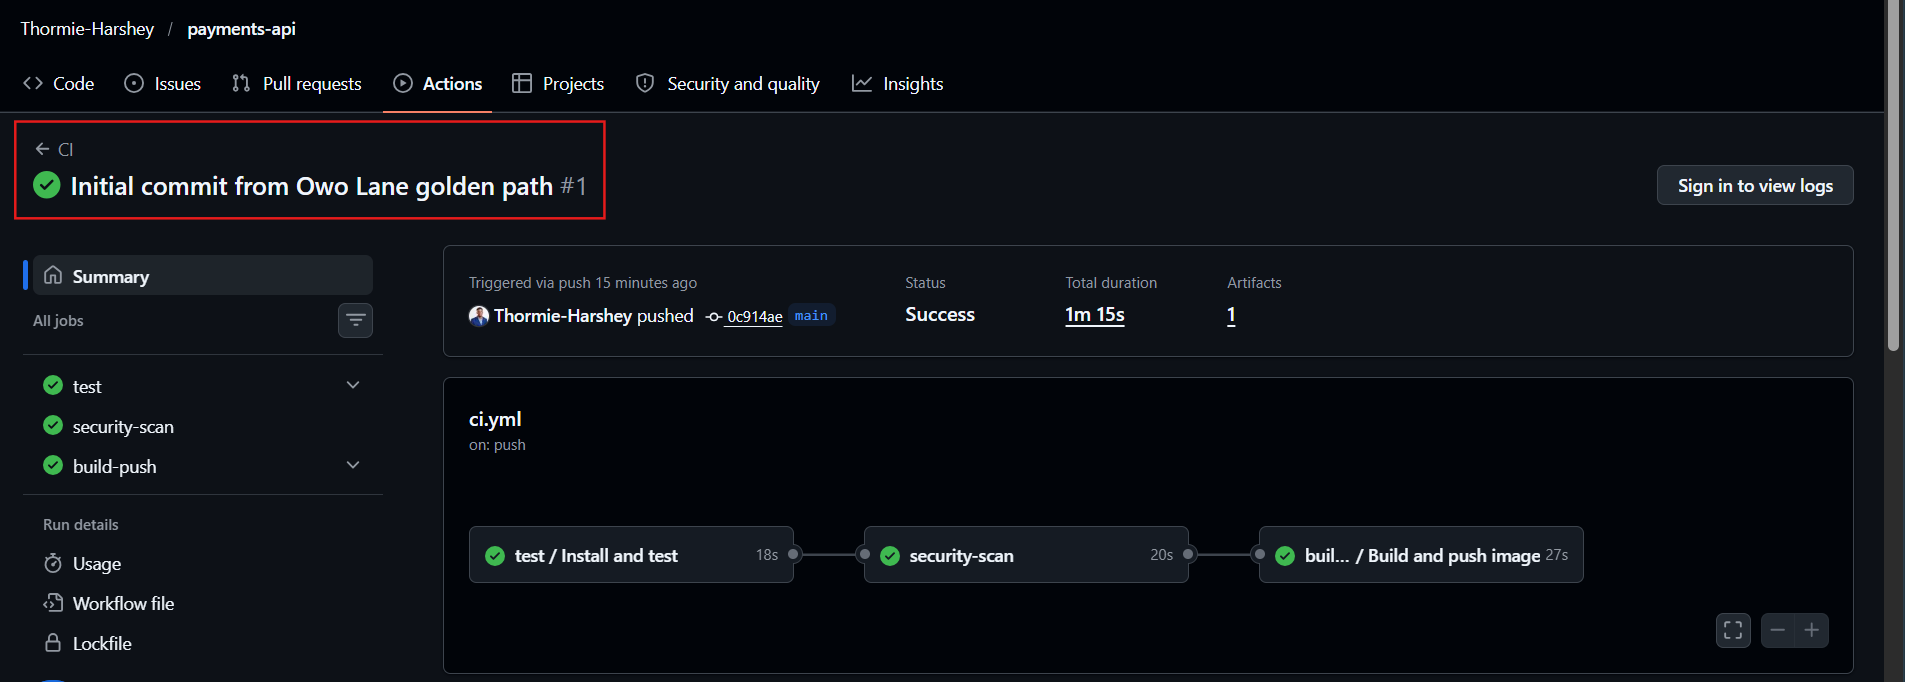 Thormie-Harshey / payments-api
Code Issues Pull requests Actions Projects Security and quality Insights
CI
Initial commit from Owo Lane golden path #1
Sign in to view logs
Summary
All jobs
test
security-scan
build-push
Run details
Usage
Workflow file
Lockfile
Triggered via push 15 minutes ago
Thormie-Harshey pushed 0c914ae main
Status
Success
Total duration
1m 15s
Artifacts
1
ci.yml
on: push
test / Install and test 18s
security-scan 20s
buil... / Build and push image 27s